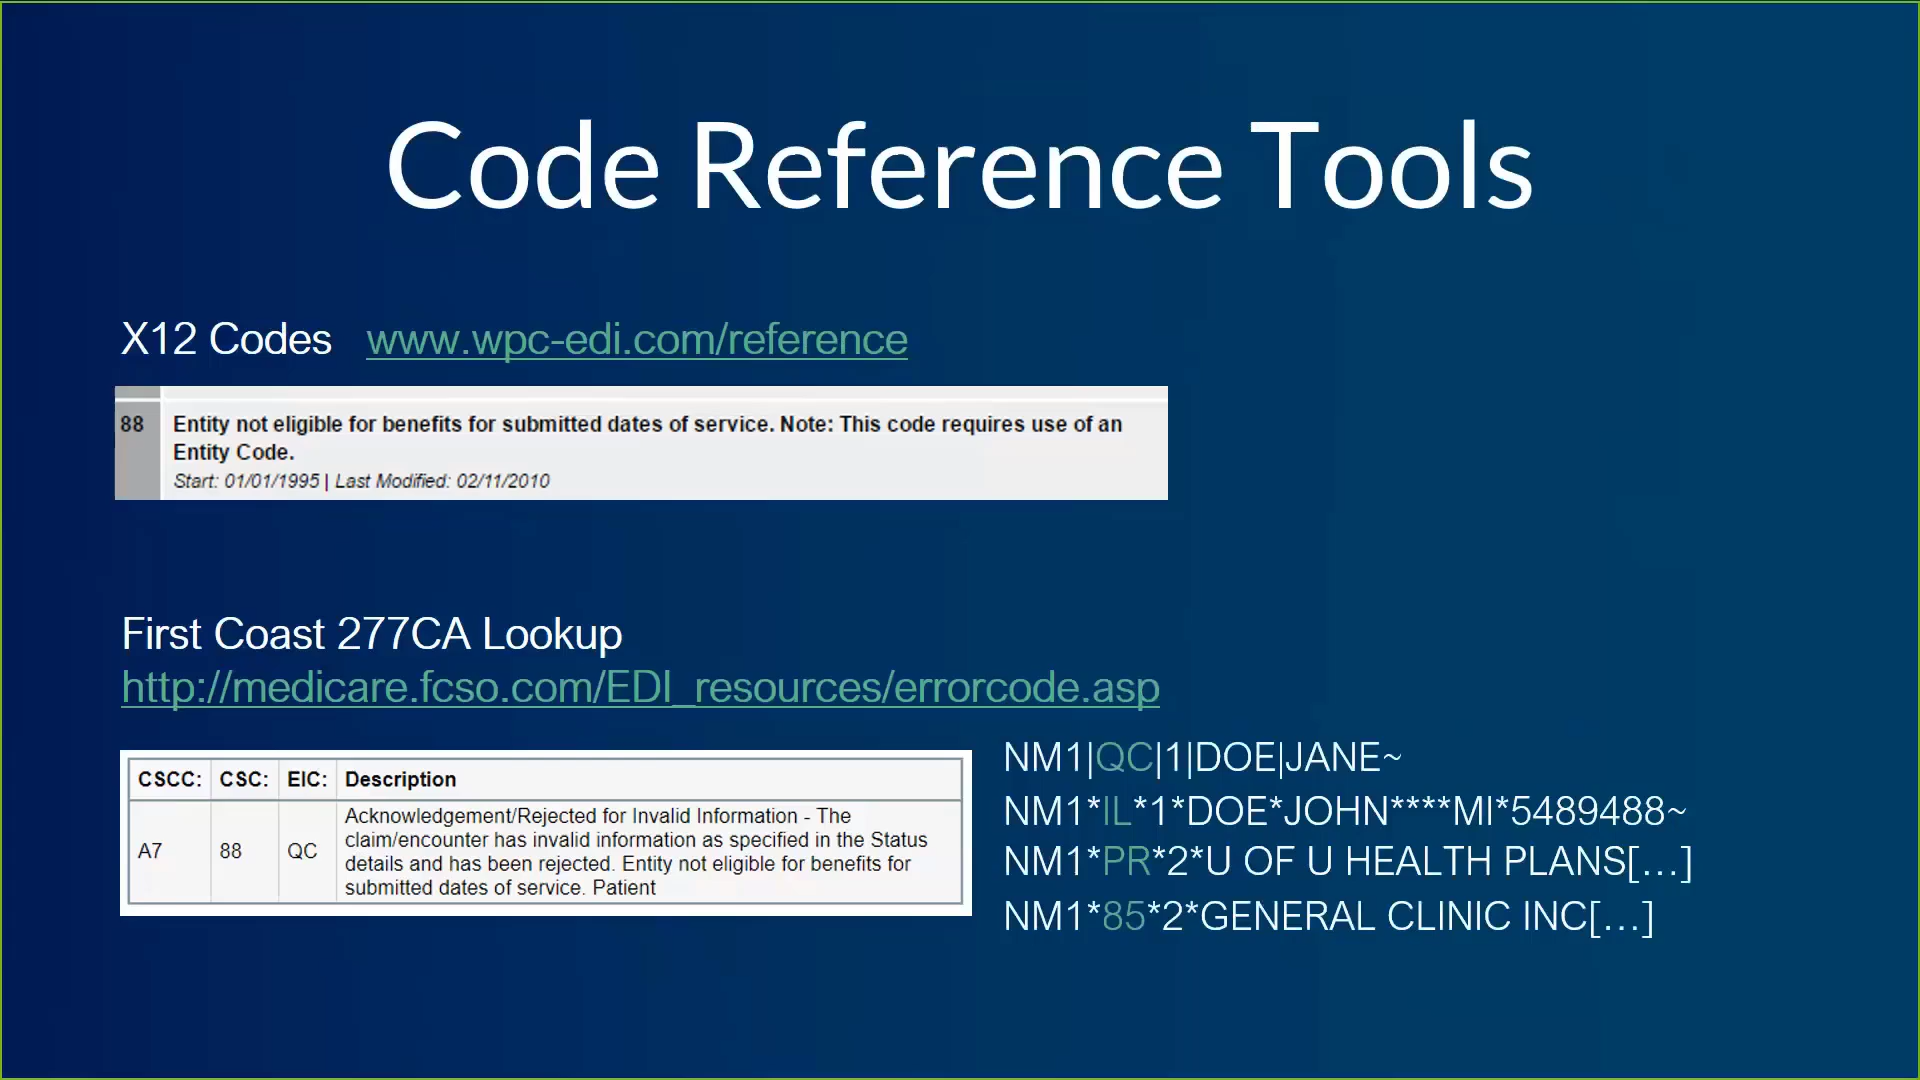 Code Reference Tools
X12 Codes www.wpc-edi.com/reference
88 Entity not eligible for benefits for submitted dates of service. Note: This code requires use of an
Entity Code.
Start: 01/01/1995 | Last Modified: 02/11/2010
First Coast 277CA Lookup
http://medicare.fcso.com/EDI_resources/errorcode.asp
CSCC: CSC: EIC: Description
A7 88 QC Acknowledgement/Rejected for Invalid Information - The
claim/encounter has invalid information as specified in the Status
details and has been rejected. Entity not eligible for benefits for
submitted dates of service. Patient
NM1|QC|1|DOE|JANE~
NM1*IL*1*DOE*JOHN****MI*5489488~
NM1*PR*2*U OF U HEALTH PLANS[…]
NM1*85*2*GENERAL CLINIC INC[…]